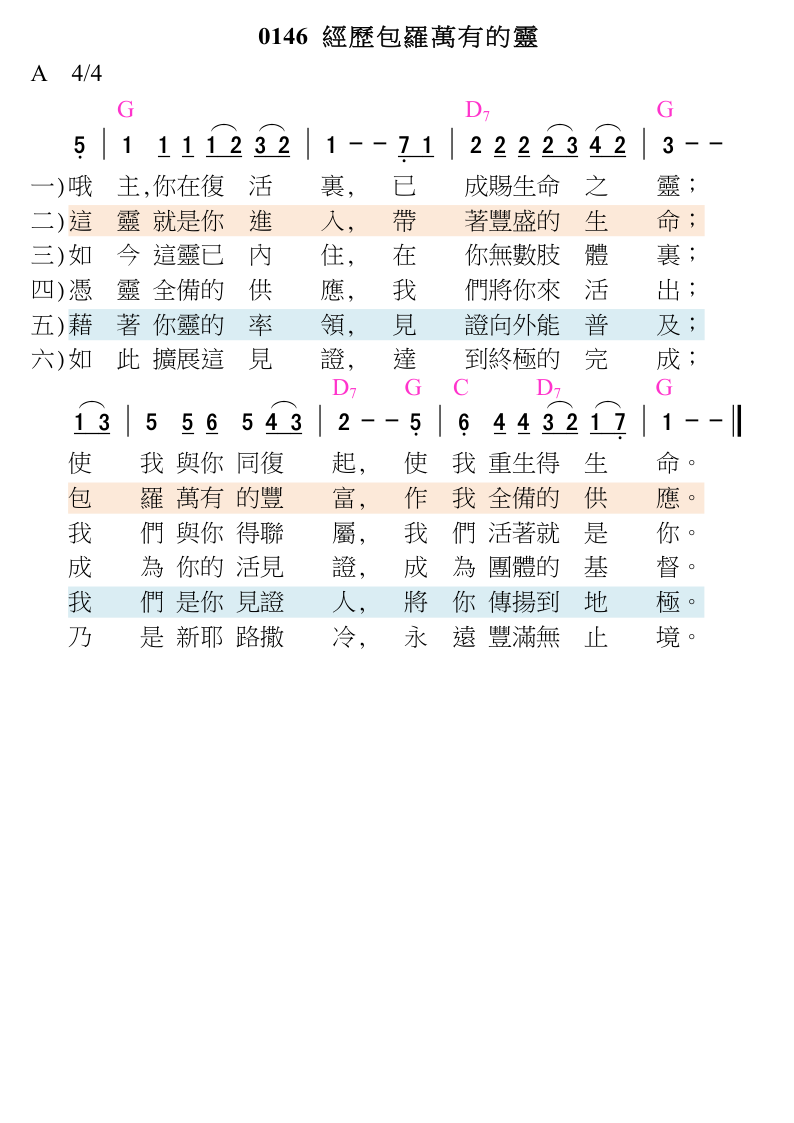 0146 經歷包羅萬有的靈
A 4/4
G D7 G
5 | 1 1 1 1 2 3 2 | 1 - - 7 1 | 2 2 2 2 3 4 2 | 3 - -
一)哦 主,你在復 活 裏, 已 成賜生命 之 靈;
二)這 靈 就是你 進 入, 帶 著豐盛的 生 命;
三)如 今 這靈已 內 住, 在 你無數肢 體 裏;
四)憑 靈 全備的 供 應, 我 們將你來 活 出;
五)藉 著 你靈的 率 領, 見 證向外能 普 及;
六)如 此 擴展這 見 證, 達 到終極的 完 成;
D7 G C D7 G
1 3 | 5 5 6 5 4 3 | 2 - - 5 | 6 4 4 3 2 1 7 | 1 - - ‖
使 我 與你 同復 起, 使 我 重生得 生 命。
包 羅 萬有 的豐 富, 作 我 全備的 供 應。
我 們 與你 得聯 屬, 我 們 活著就 是 你。
成 為 你的 活見 證, 成 為 團體的 基 督。
我 們 是你 見證 人, 將 你 傳揚到 地 極。
乃 是 新耶 路撒 冷, 永 遠 豐滿無 止 境。